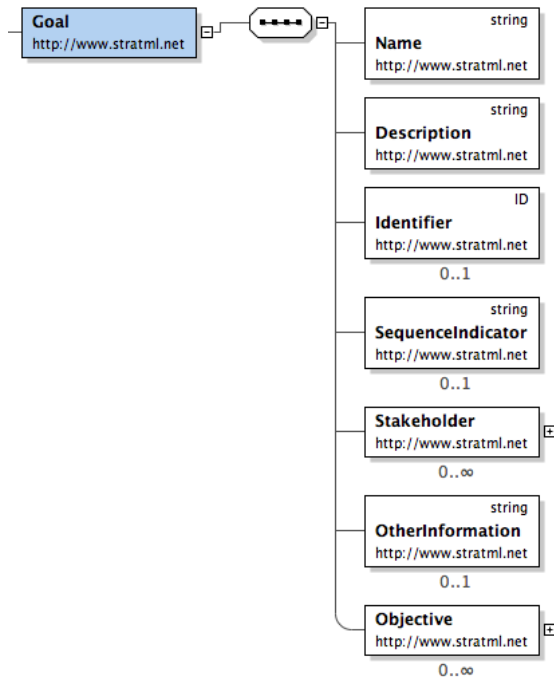 Goal
http://www.stratml.net
string
Name
http://www.stratml.net
string
Description
http://www.stratml.net
ID
Identifier
http://www.stratml.net
0..1
string
SequenceIndicator
http://www.stratml.net
0..1
Stakeholder
http://www.stratml.net
0..∞
string
OtherInformation
http://www.stratml.net
0..1
Objective
http://www.stratml.net
0..∞